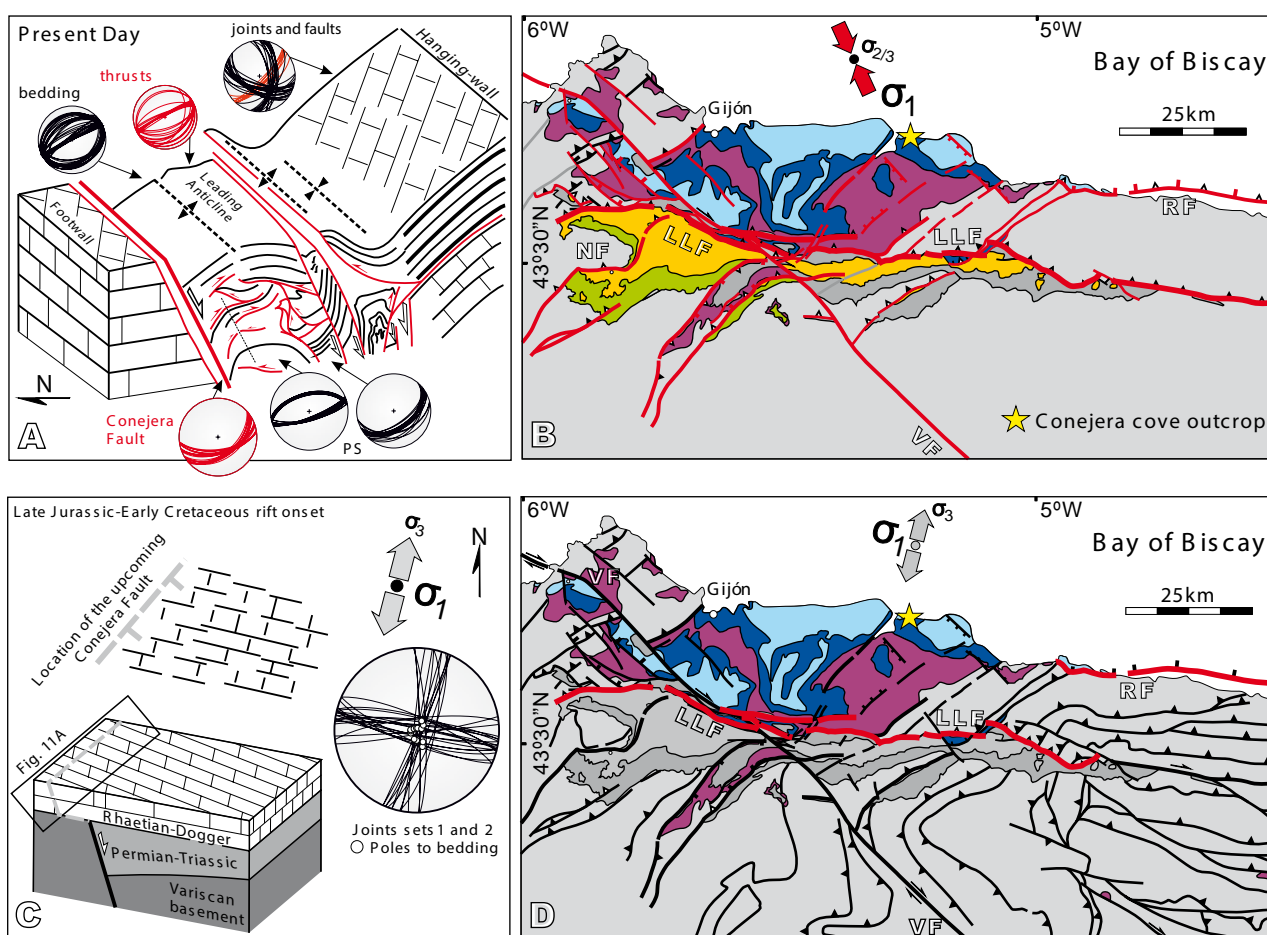 Present Day
joints and faults
thrusts
bedding
Hanging-wall
Leading
Anticline
Footwall
N
Conejera
Fault
PS
A
6ºW
5ºW
σ2/3
σ1
Bay of Biscay
Gijón
25km
43º30''N
NF
LLF
LLF
RF
VF
Conejera cove outcrop
B
Late Jurassic-Early Cretaceous rift onset
σ3
N
σ1
Location of the upcoming
Conejera Fault
Fig. 11A
Rhaetian-Dogger
Permian-Triassic
Variscan
basement
Joints sets 1 and 2
Poles to bedding
C
6ºW
5ºW
σ3
σ1
Bay of Biscay
VF
Gijón
25km
43º30''N
LLF
LLF
RF
VF
D